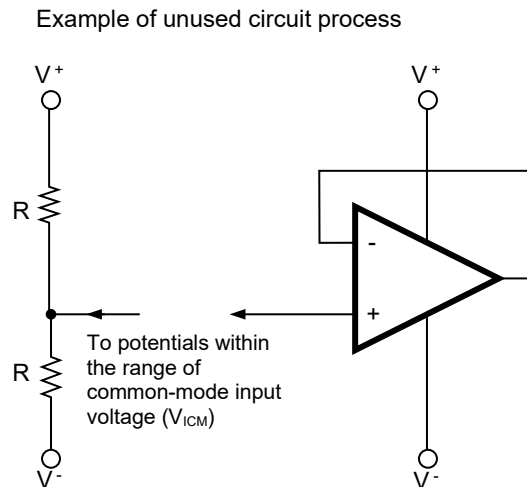 Example of unused circuit process
V+
V+
R
-
+
To potentials within
the range of
common-mode input
voltage (VICM)
R
V-
V-